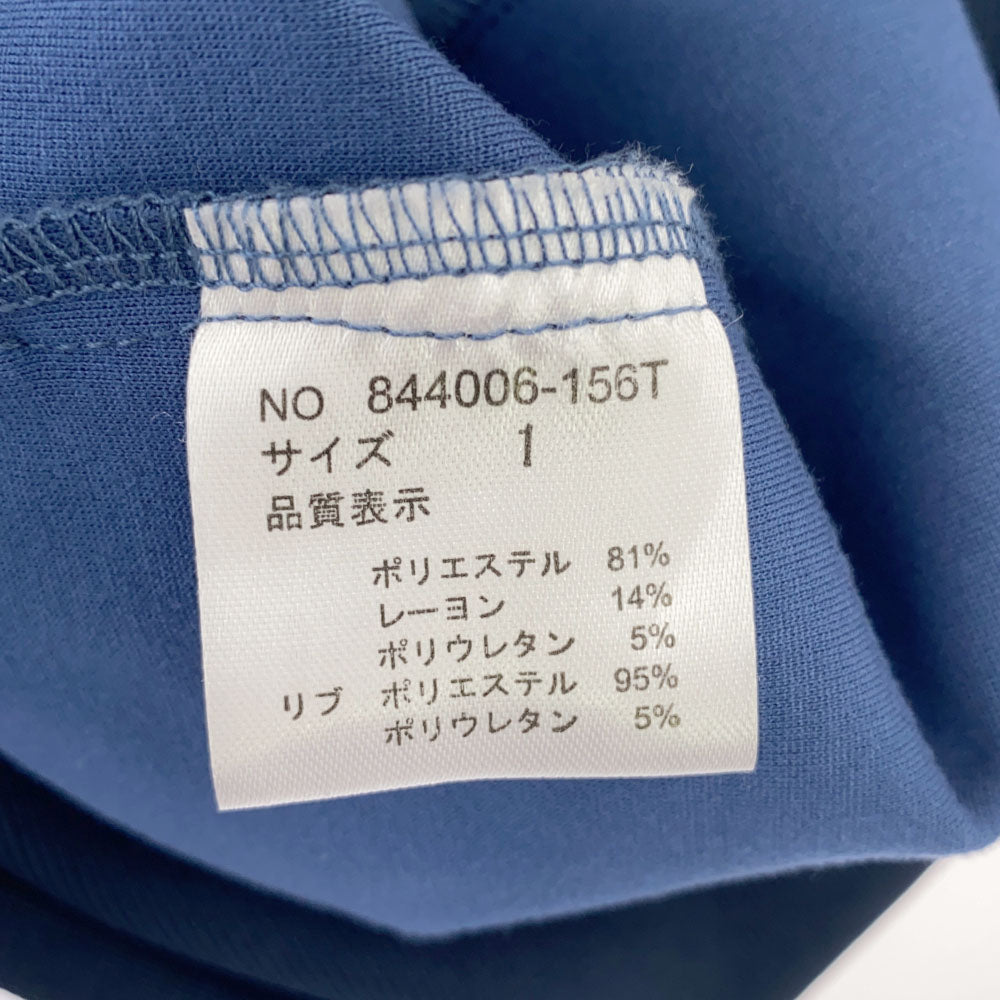 NO 844006-156T
サイズ 1
品質表示
ポリエステル 81%
レーヨン 14%
ポリウレタン 5%
リブ ポリエステル 95%
ポリウレタン 5%